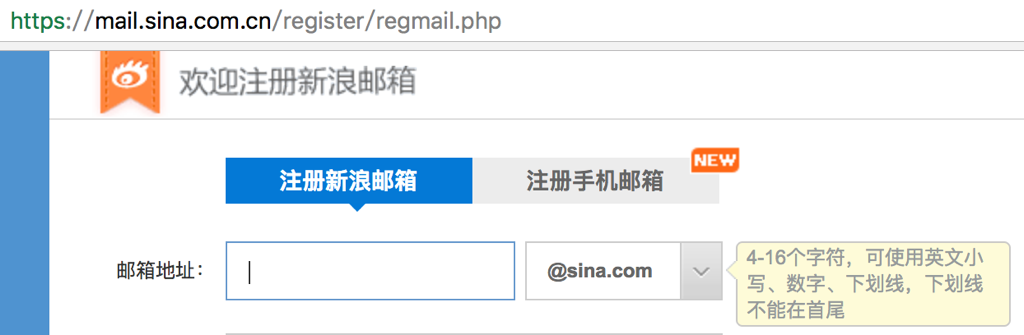 https://mail.sina.com.cn/register/regmail.php
欢迎注册新浪邮箱
NEW
注册新浪邮箱 注册手机邮箱
邮箱地址： @sina.com
4-16个字符，可使用英文小
写、数字、下划线，下划线
不能在首尾